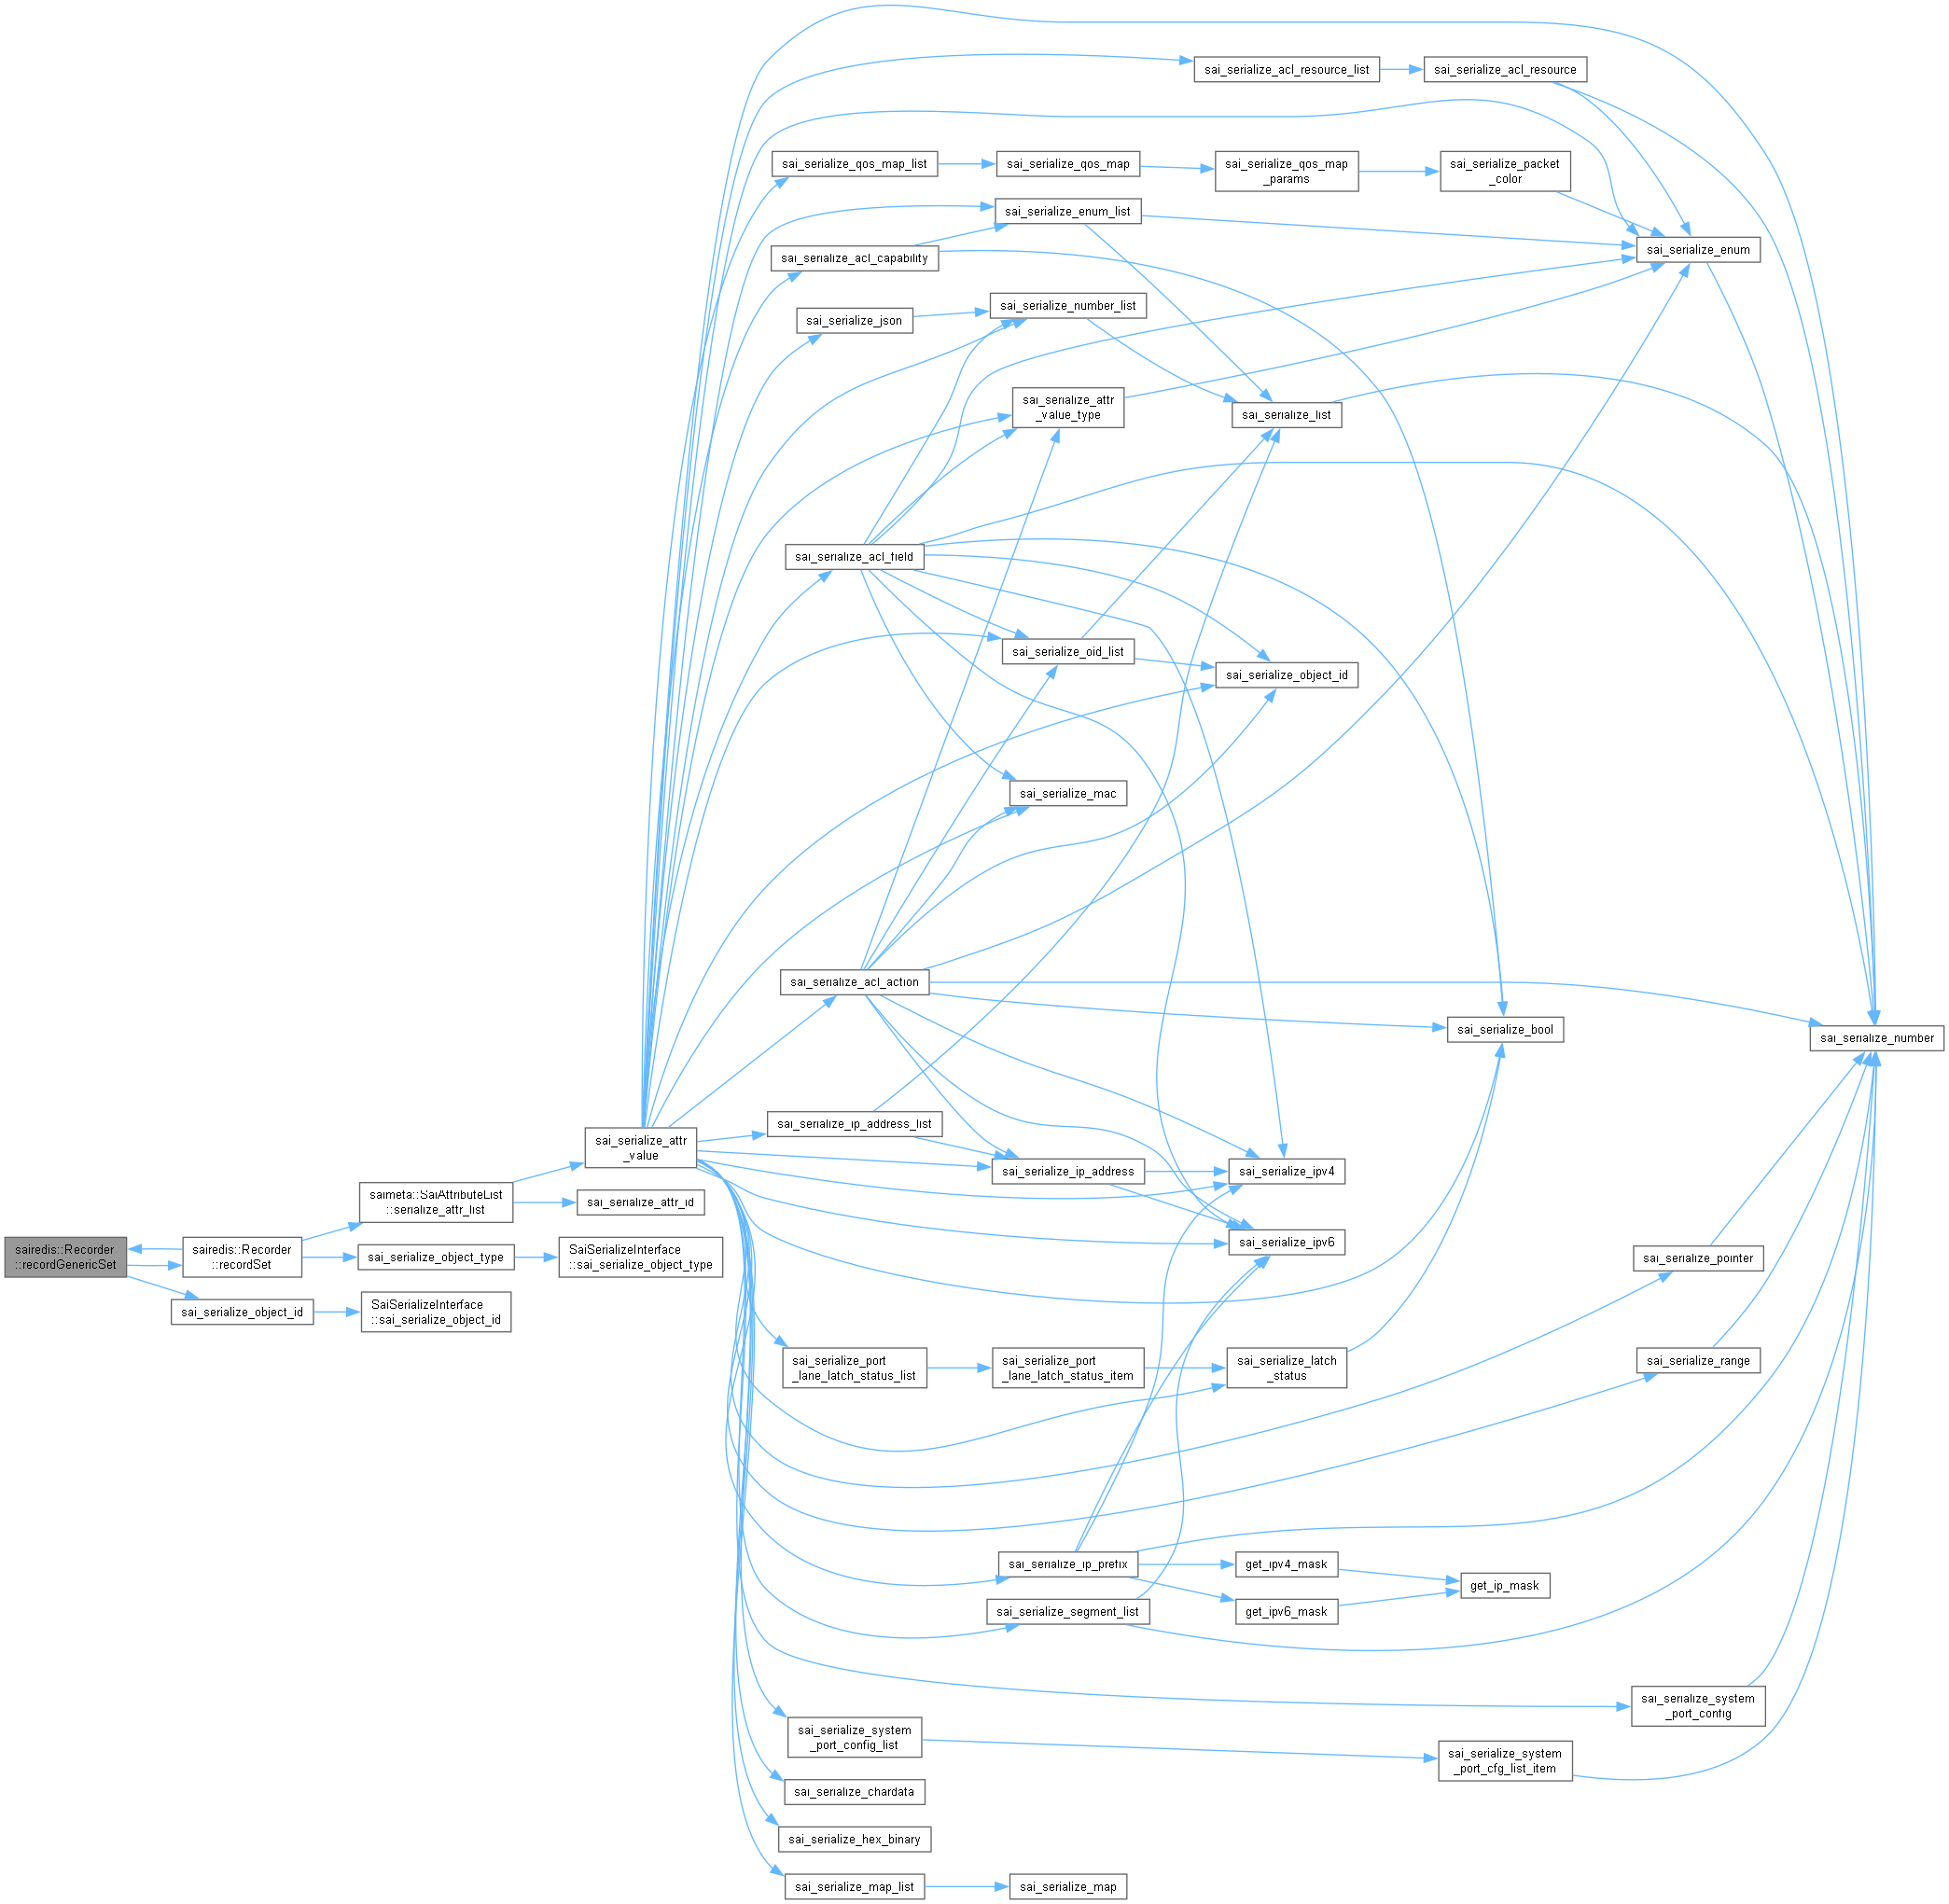 sai_serialize_acl_resource_list
sai_serialize_acl_resource
sai_serialize_qos_map_list
sai_serialize_qos_map
sai_serialize_qos_map
_params
sai_serialize_packet
_color
sai_serialize_enum_list
sai_serialize_acl_capability
sai_serialize_enum
sai_serialize_number_list
sai_serialize_json
sai_serialize_attr
_value_type
sai_serialize_list
sai_serialize_acl_field
sai_serialize_oid_list
sai_serialize_object_id
sai_serialize_mac
sai_serialize_acl_action
sai_serialize_bool
sai_serialize_number
sai_serialize_ip_address_list
sai_serialize_attr
_value
sai_serialize_ip_address
sai_serialize_ipv4
saimeta::SaiAttributeList
::serialize_attr_list
sai_serialize_attr_id
sai_serialize_ipv6
sairedis::Recorder
::recordGenericSet
sairedis::Recorder
::recordSet
sai_serialize_object_type
SaiSerializeInterface
::sai_serialize_object_type
sai_serialize_pointer
sai_serialize_object_id
SaiSerializeInterface
::sai_serialize_object_id
sai_serialize_port
_lane_latch_status_list
sai_serialize_port
_lane_latch_status_item
sai_serialize_latch
_status
sai_serialize_range
sai_serialize_ip_prefix
get_ipv4_mask
get_ip_mask
sai_serialize_segment_list
get_ipv6_mask
sai_serialize_system
_port_config
sai_serialize_system
_port_config_list
sai_serialize_system
_port_cfg_list_item
sai_serialize_chardata
sai_serialize_hex_binary
sai_serialize_map_list
sai_serialize_map